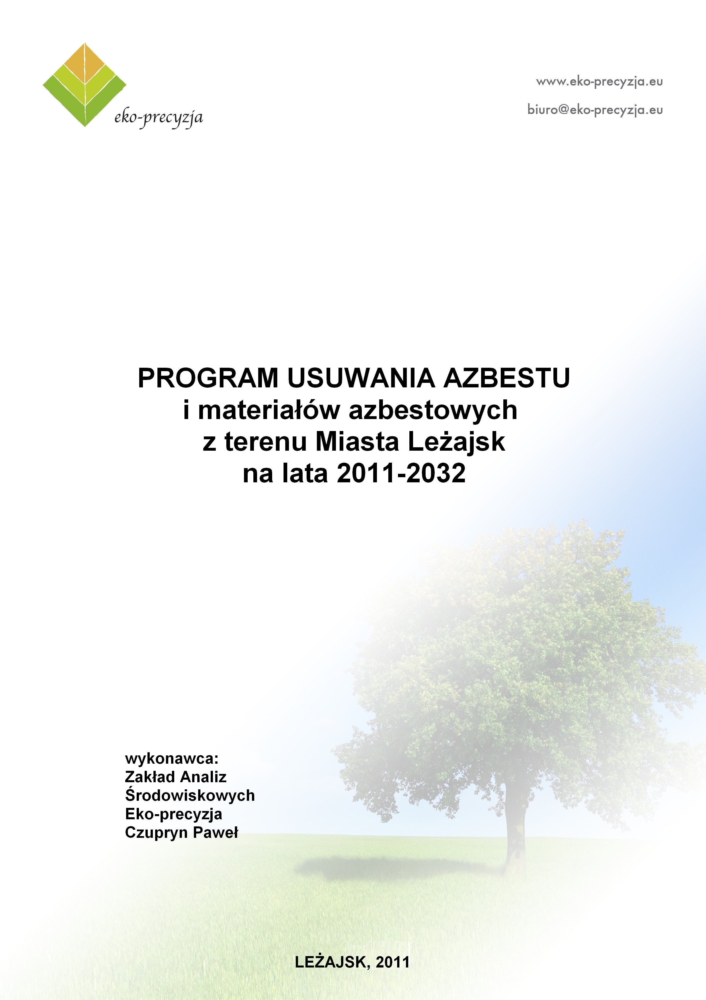 eko-precyzja
www.eko-precyzja.eu
biuro@eko-precyzja.eu
PROGRAM USUWANIA AZBESTU
i materiałów azbestowych
z terenu Miasta Leżajsk
na lata 2011-2032
wykonawca:
Zakład Analiz
Środowiskowych
Eko-precyzja
Czupryn Paweł
LEŻAJSK, 2011